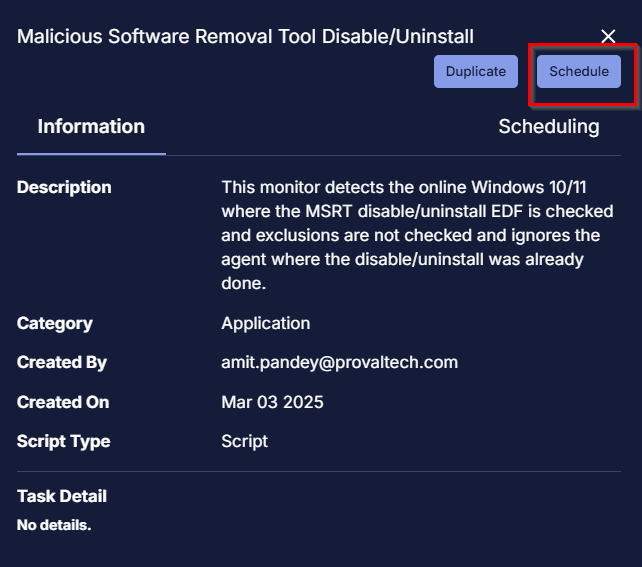 Malicious Software Removal Tool Disable/Uninstall
Duplicate
Schedule
Information
Scheduling
Description
This monitor detects the online Windows 10/11
where the MSRT disable/uninstall EDF is checked
and exclusions are not checked and ignores the
agent where the disable/uninstall was already
done.
Category
Application
Created By
amit.pandey@provaltech.com
Created On
Mar 03 2025
Script Type
Script
Task Detail
No details.